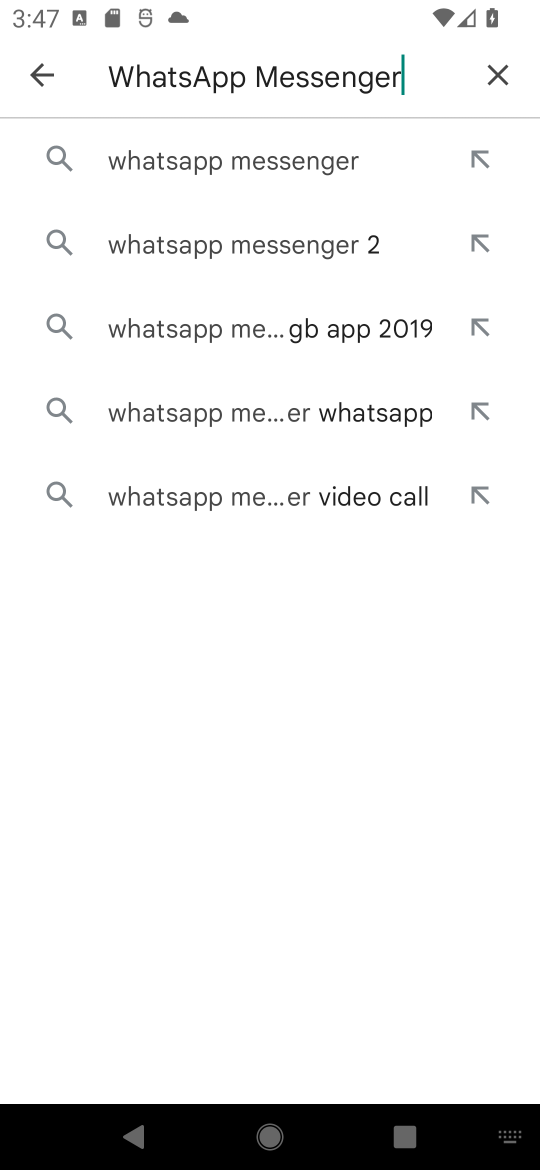 3:47
WhatsApp Messenger
whatsapp messenger
whatsapp messenger 2
whatsapp me...gb app 2019
whatsapp me...er whatsapp
whatsapp me...er video call